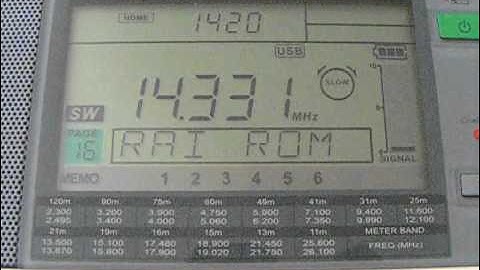 HOME 1420
USB
14.331 MHz
SLOW
10
5
0
SW
PAGE
16
RAI ROM
SIGNAL
MEMO 1 2 3 4 5 6
120m 90m 75m 60m 49m 41m 31m 25m
2.300 3.200 3.900 4.750 5.900 7.100 9.400 11.600
2.495 3.400 4.000 5.060 6.200 7.350 9.990 12.100
21m 19m 16m 15m 13m 11m METER BAND
13.500 15.100 17.480 18.900 21.450 25.600 FREQ.(MHz)
13.870 15.800 17.900 19.020 21.750 26.100